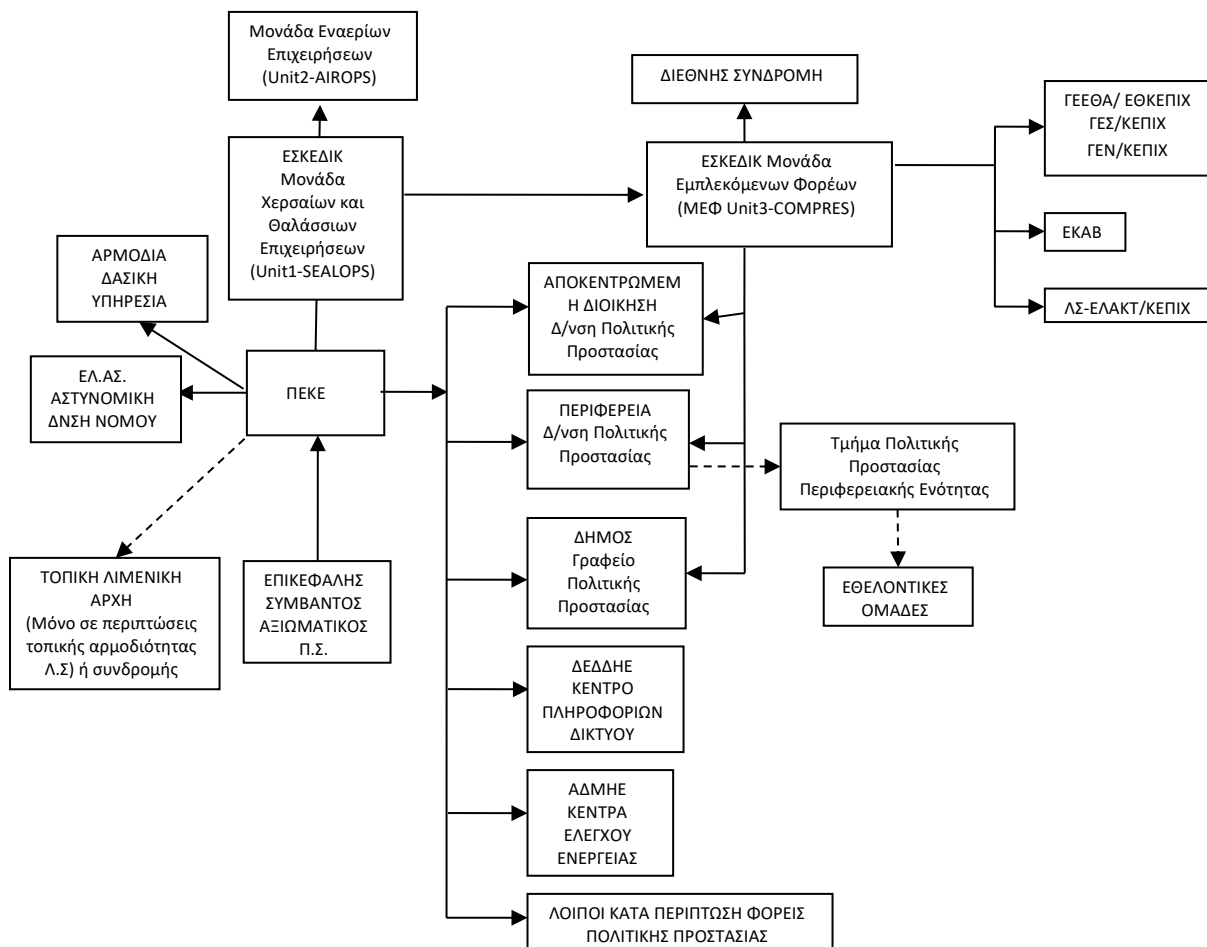 Μονάδα Εναερίων
Επιχειρήσεων
(Unit2-AIROPS)
ΔΙΕΘΝΗΣ ΣΥΝΔΡΟΜΗ
ΓΕΕΘΑ/ ΕΘΚΕΠΙΧ
ΓΕΣ/ΚΕΠΙΧ
ΓΕΝ/ΚΕΠΙΧ
ΕΣΚΕΔΙΚ
Μονάδα
Χερσαίων και
Θαλάσσιων
Επιχειρήσεων
(Unit1-SEALOPS)
ΕΣΚΕΔΙΚ Μονάδα
Εμπλεκόμενων Φορέων
(ΜΕΦ Unit3-COMPRES)
ΕΚΑΒ
ΛΣ-ΕΛΑΚΤ/ΚΕΠΙΧ
ΑΡΜΟΔΙΑ
ΔΑΣΙΚΗ
ΥΠΗΡΕΣΙΑ
ΑΠΟΚΕΝΤΡΩΜΕΜ
Η ΔΙΟΙΚΗΣΗ
Δ/νση Πολιτικής
Προστασίας
ΕΛ.ΑΣ.
ΑΣΤΥΝΟΜΙΚΗ
ΔΝΣΗ ΝΟΜΟΥ
ΠΕΚΕ
ΠΕΡΙΦΕΡΕΙΑ
Δ/νση Πολιτικής
Προστασίας
Τμήμα Πολιτικής
Προστασίας
Περιφερειακής Ενότητας
ΤΟΠΙΚΗ ΛΙΜΕΝΙΚΗ
ΑΡΧΗ
(Μόνο σε περιπτώσεις
τοπικής αρμοδιότητας
Λ.Σ) ή συνδρομής
ΕΠΙΚΕΦΑΛΗΣ
ΣΥΜΒΑΝΤΟΣ
ΑΞΙΩΜΑΤΙΚΟΣ
Π.Σ.
ΔΗΜΟΣ
Γραφείο
Πολιτικής
Προστασίας
ΕΘΕΛΟΝΤΙΚΕΣ
ΟΜΑΔΕΣ
ΔΕΔΔΗΕ
ΚΕΝΤΡΟ
ΠΛΗΡΟΦΟΡΙΩΝ
ΔΙΚΤΥΟΥ
ΑΔΜΗΕ
ΚΕΝΤΡΑ
ΕΛΕΓΧΟΥ
ΕΝΕΡΓΕΙΑΣ
ΛΟΙΠΟΙ ΚΑΤΑ ΠΕΡΙΠΤΩΣΗ ΦΟΡΕΙΣ
ΠΟΛΙΤΙΚΗΣ ΠΡΟΣΤΑΣΙΑΣ